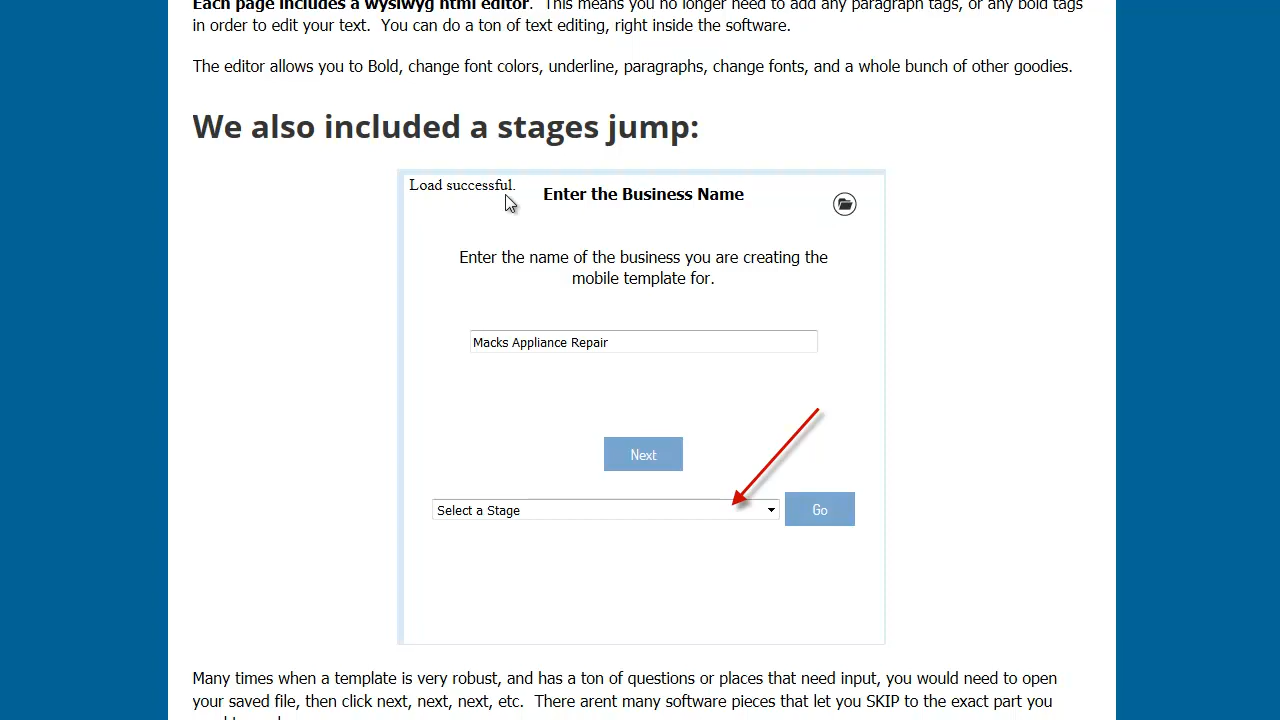 Each page includes a wysiwyg html editor.  This means you no longer need to add any paragraph tags, or any bold tags
in order to edit your text.  You can do a ton of text editing, right inside the software.
The editor allows you to Bold, change font colors, underline, paragraphs, change fonts, and a whole bunch of other goodies.
We also included a stages jump:
Load successful.
Enter the Business Name
Enter the name of the business you are creating the
mobile template for.
Macks Appliance Repair
Next
Select a Stage
Go
Many times when a template is very robust, and has a ton of questions or places that need input, you would need to open
your saved file, then click next, next, next, etc.  There arent many software pieces that let you SKIP to the exact part you